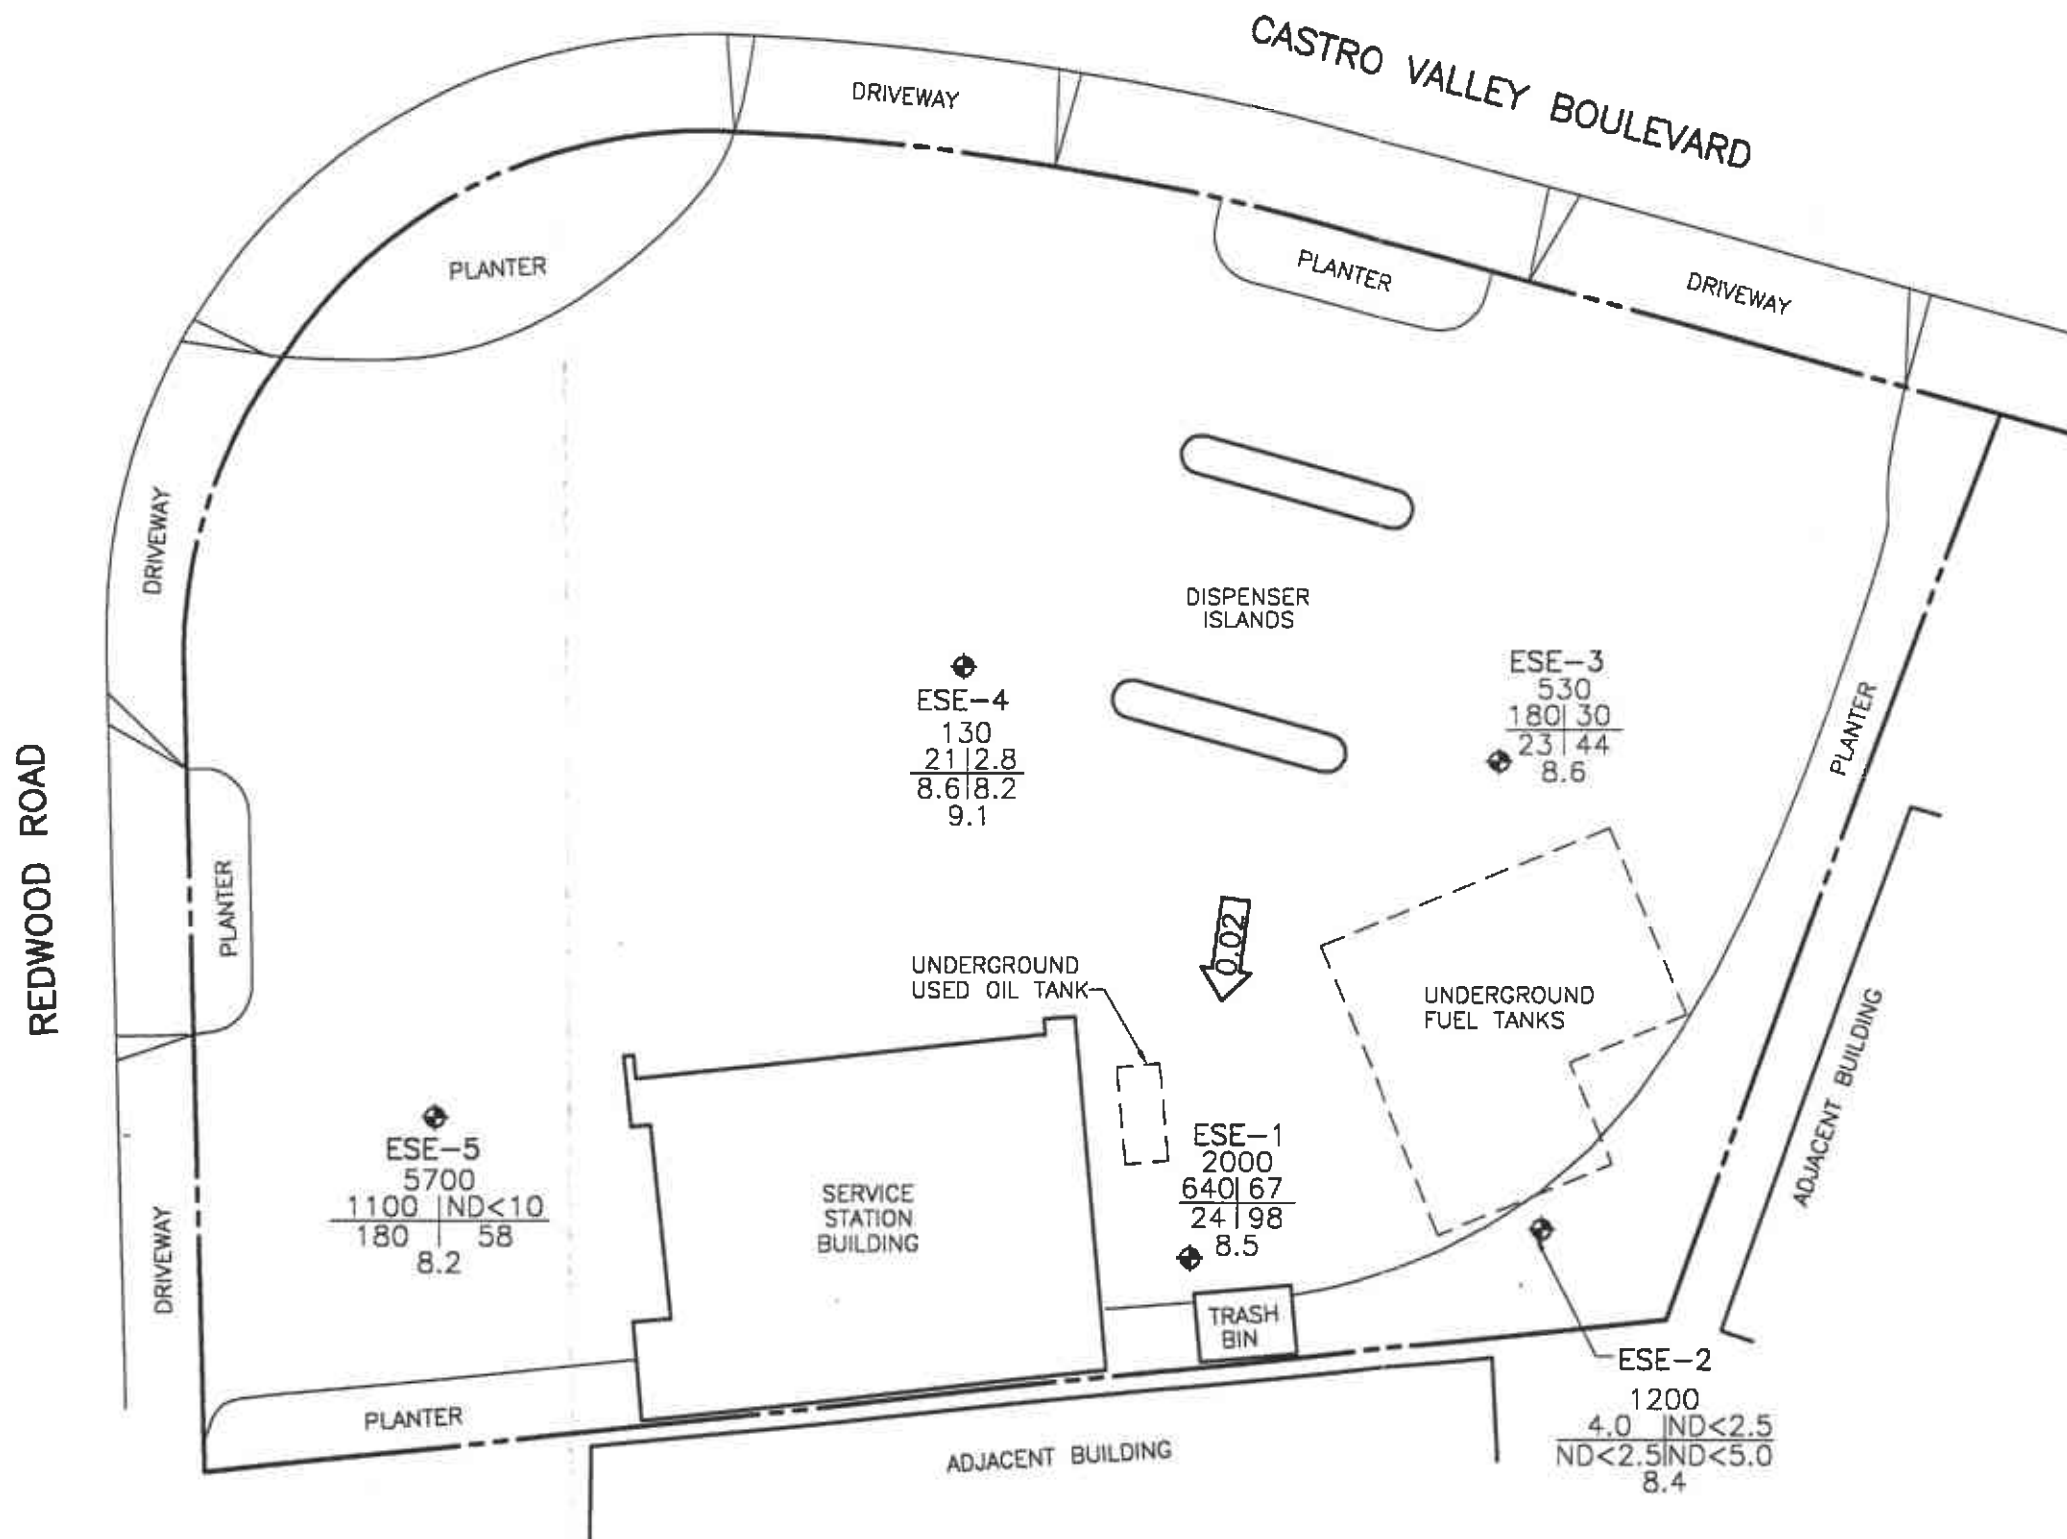 CASTRO VALLEY BOULEVARD
DRIVEWAY
PLANTER
PLANTER
DRIVEWAY
DRIVEWAY
DISPENSER
ISLANDS
ESE-3
530
180|30
23|44
8.6
ESE-4
130
21|2.8
8.6|8.2
9.1
PLANTER
REDWOOD ROAD
PLANTER
0.02
UNDERGROUND
USED OIL TANK
UNDERGROUND
FUEL TANKS
ADJACENT BUILDING
ESE-5
5700
1100|ND<10
180|58
8.2
DRIVEWAY
SERVICE
STATION
BUILDING
ESE-1
2000
640|67
24|98
8.5
TRASH
BIN
ESE-2
1200
4.0|ND<2.5
ND<2.5|ND<5.0
8.4
PLANTER
ADJACENT BUILDING